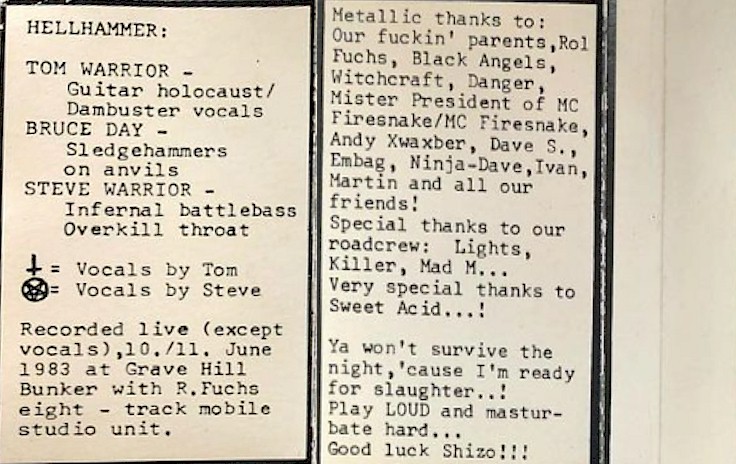 HELLHAMMER:
TOM WARRIOR -
Guitar holocaust/
Dambuster vocals
BRUCE DAY -
Sledgehammers
on anvils
STEVE WARRIOR -
Infernal battlebass
Overkill throat
= Vocals by Tom
= Vocals by Steve
Recorded live (except
vocals),10./11. June
1983 at Grave Hill
Bunker with R.Fuchs
eight - track mobile
studio unit.
Metallic thanks to:
Our fuckin' parents,Rol
Fuchs, Black Angels,
Witchcraft, Danger,
Mister President of MC
Firesnake/MC Firesnake,
Andy Xwaxber, Dave S.,
Embag, Ninja-Dave,Ivan,
Martin and all our
friends!
Special thanks to our
roadcrew: Lights,
Killer, Mad M...
Very special thanks to
Sweet Acid...!
Ya won't survive the
night,'cause I'm ready
for slaughter..!
Play LOUD and mastur-
bate hard...
Good luck Shizo!!!